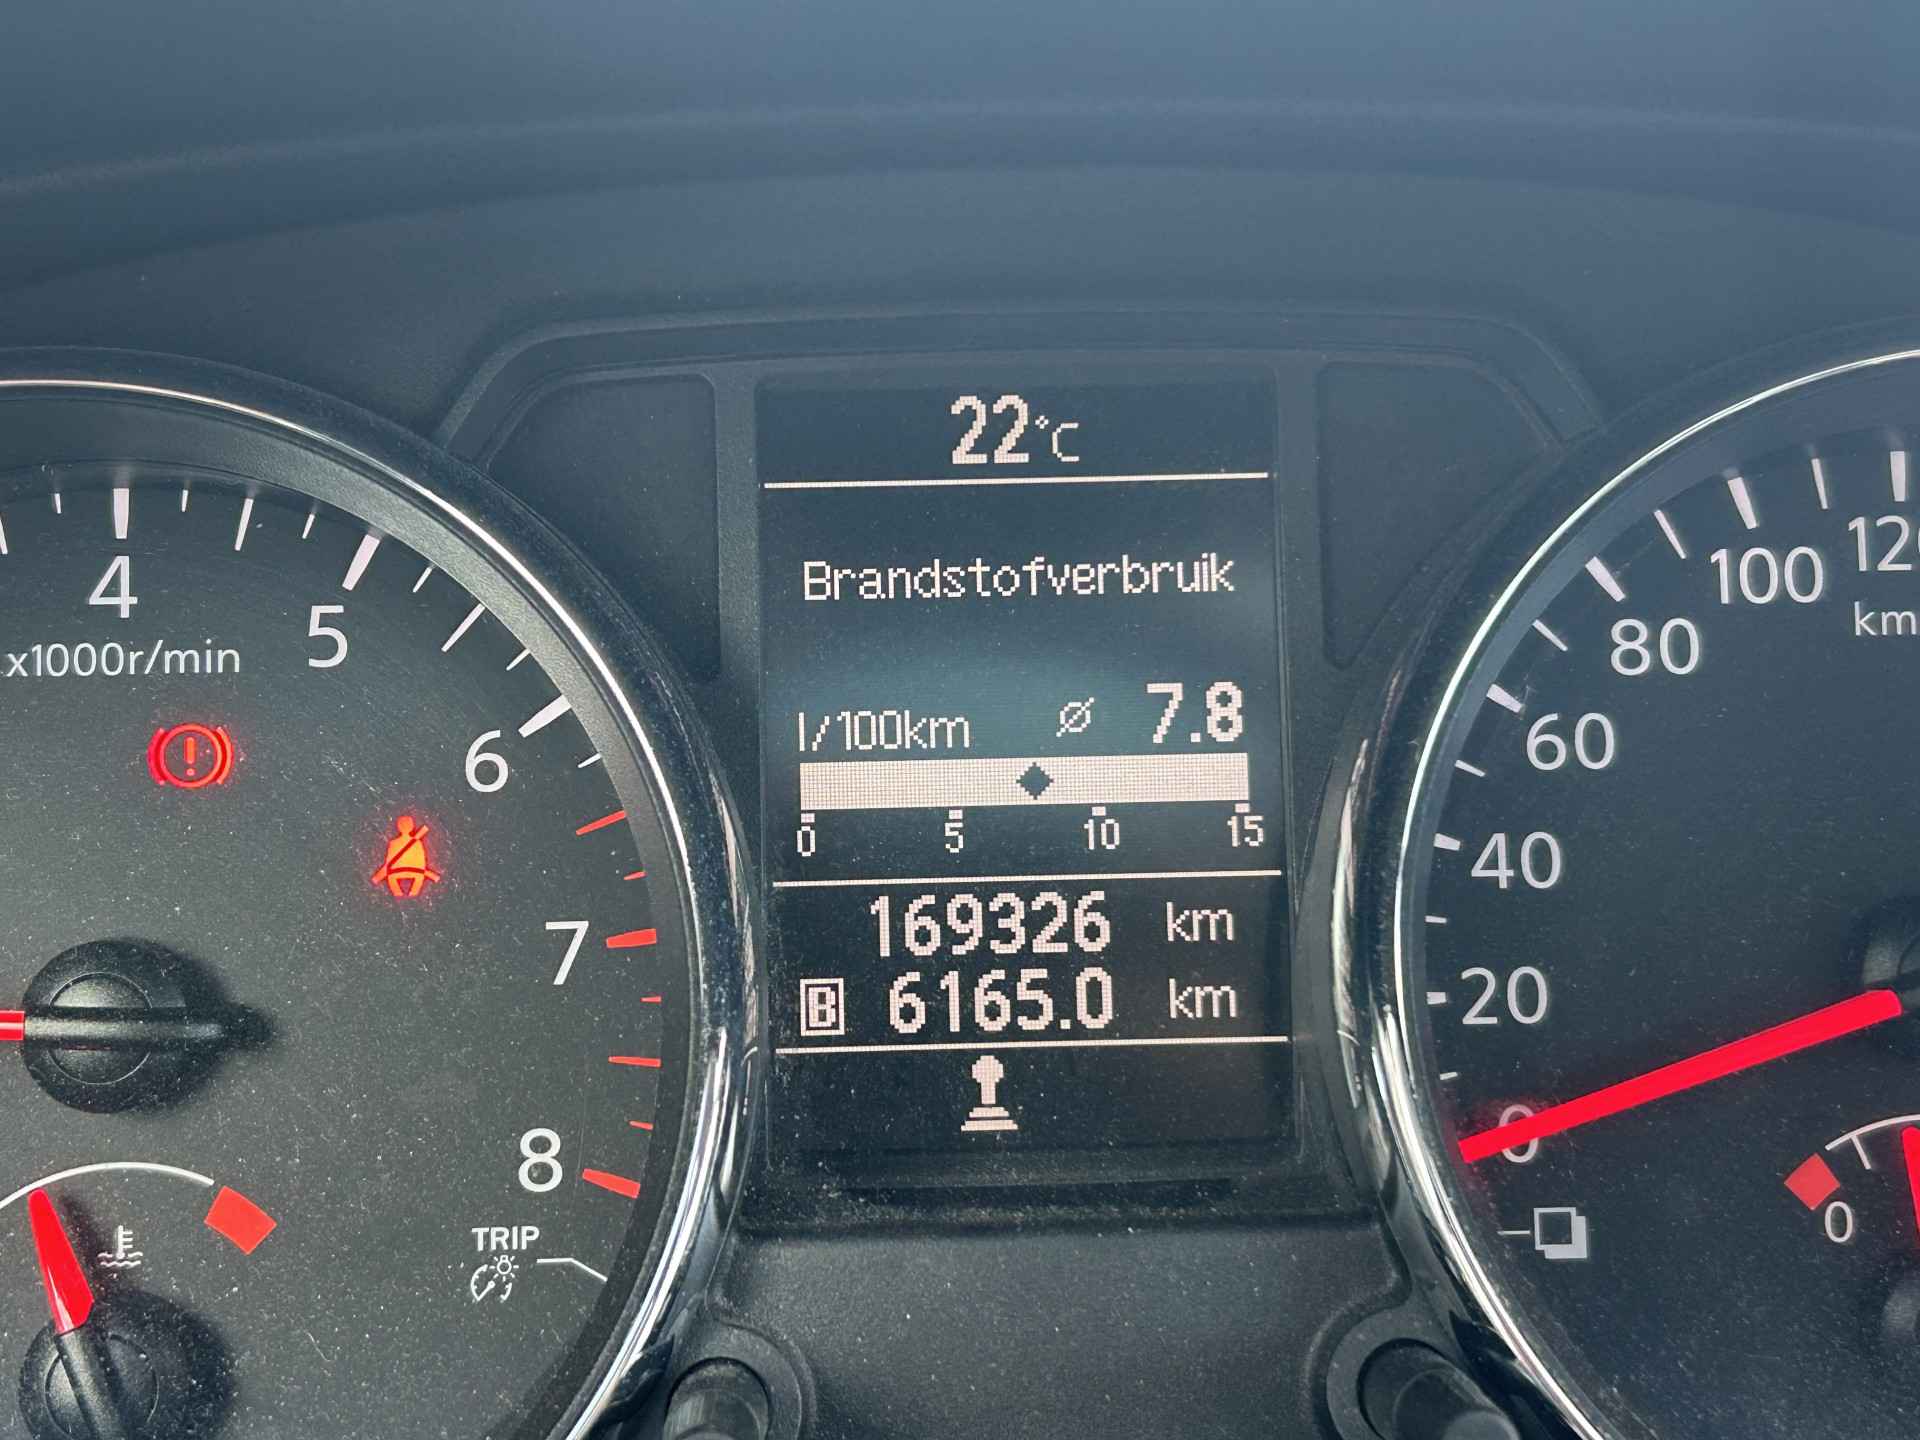 22°C
Brandstofverbruik
l/100km ⌀ 7.8
0 5 10 15
169326 km
B 6165.0 km
4
5
6
7
8
x1000r/min
TRIP
100
80
60
40
20
0
0